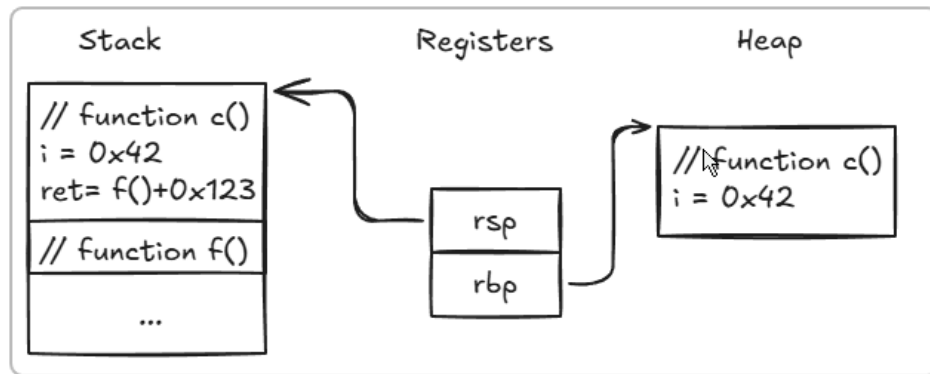 Stack
Registers
Heap
// function c()
i = 0x42
ret= f()+0x123
// function f()
...
rsp
rbp
// function c()
i = 0x42